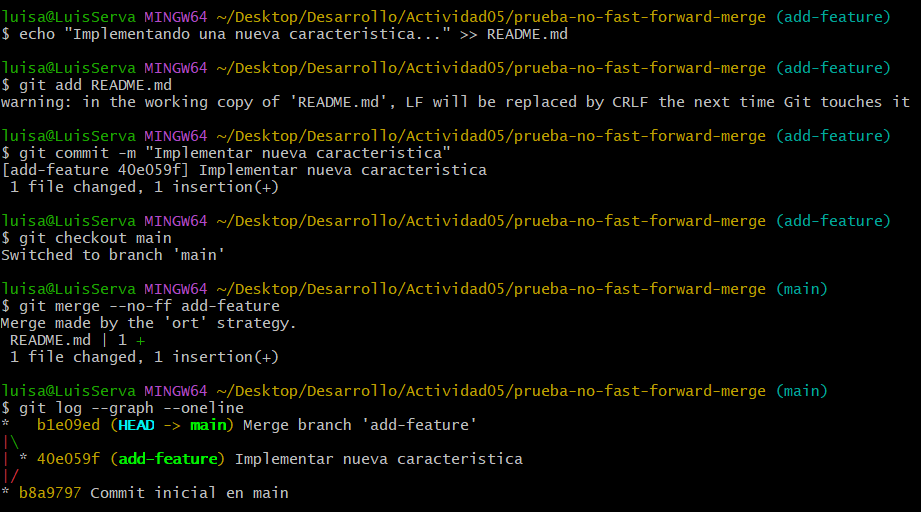 luisa@LuisServa MINGW64 ~/Desktop/Desarrollo/Actividad05/prueba-no-fast-forward-merge (add-feature)
$ echo "Implementando una nueva caracteristica..." >> README.md
luisa@LuisServa MINGW64 ~/Desktop/Desarrollo/Actividad05/prueba-no-fast-forward-merge (add-feature)
$ git add README.md
warning: in the working copy of 'README.md', LF will be replaced by CRLF the next time Git touches it
luisa@LuisServa MINGW64 ~/Desktop/Desarrollo/Actividad05/prueba-no-fast-forward-merge (add-feature)
$ git commit -m "Implementar nueva caracteristica"
[add-feature 40e059f] Implementar nueva caracteristica
 1 file changed, 1 insertion(+)
luisa@LuisServa MINGW64 ~/Desktop/Desarrollo/Actividad05/prueba-no-fast-forward-merge (add-feature)
$ git checkout main
Switched to branch 'main'
luisa@LuisServa MINGW64 ~/Desktop/Desarrollo/Actividad05/prueba-no-fast-forward-merge (main)
$ git merge --no-ff add-feature
Merge made by the 'ort' strategy.
 README.md | 1 +
 1 file changed, 1 insertion(+)
luisa@LuisServa MINGW64 ~/Desktop/Desarrollo/Actividad05/prueba-no-fast-forward-merge (main)
$ git log --graph --oneline
*   b1e09ed (HEAD -> main) Merge branch 'add-feature'
|\
| * 40e059f (add-feature) Implementar nueva caracteristica
|/
* b8a9797 Commit inicial en main